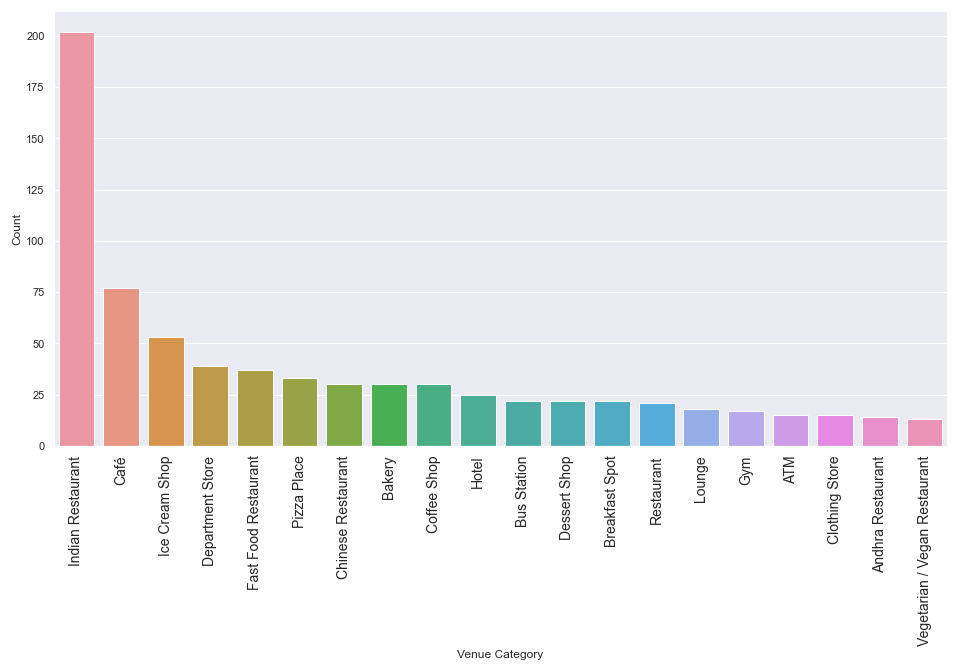 Count
200
175
150
125
100
75
50
25
0
Indian Restaurant
Café
Ice Cream Shop
Department Store
Fast Food Restaurant
Pizza Place
Chinese Restaurant
Bakery
Coffee Shop
Hotel
Bus Station
Dessert Shop
Breakfast Spot
Restaurant
Lounge
Gym
ATM
Clothing Store
Andhra Restaurant
Vegetarian / Vegan Restaurant
Venue Category